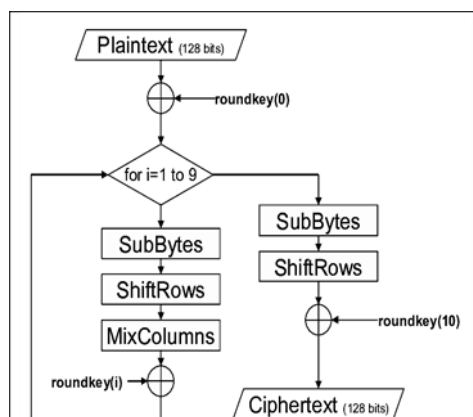 Plaintext (128 bits)
roundkey(0)
for i=1 to 9
SubBytes
ShiftRows
MixColumns
roundkey(i)
SubBytes
ShiftRows
roundkey(10)
Ciphertext (128 bits)